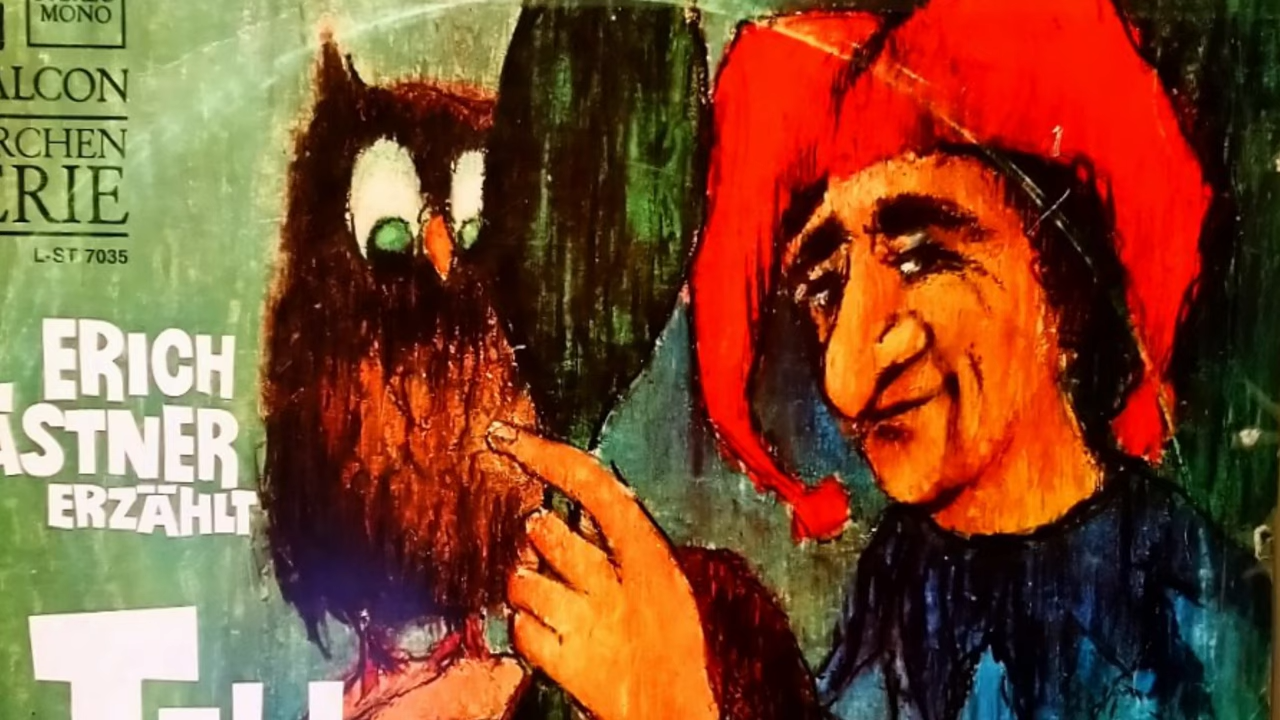 MONO
ALCON
RCHEN
ERIE
L-ST 7035
ERICH
ÄSTNER
ERZÄHLT